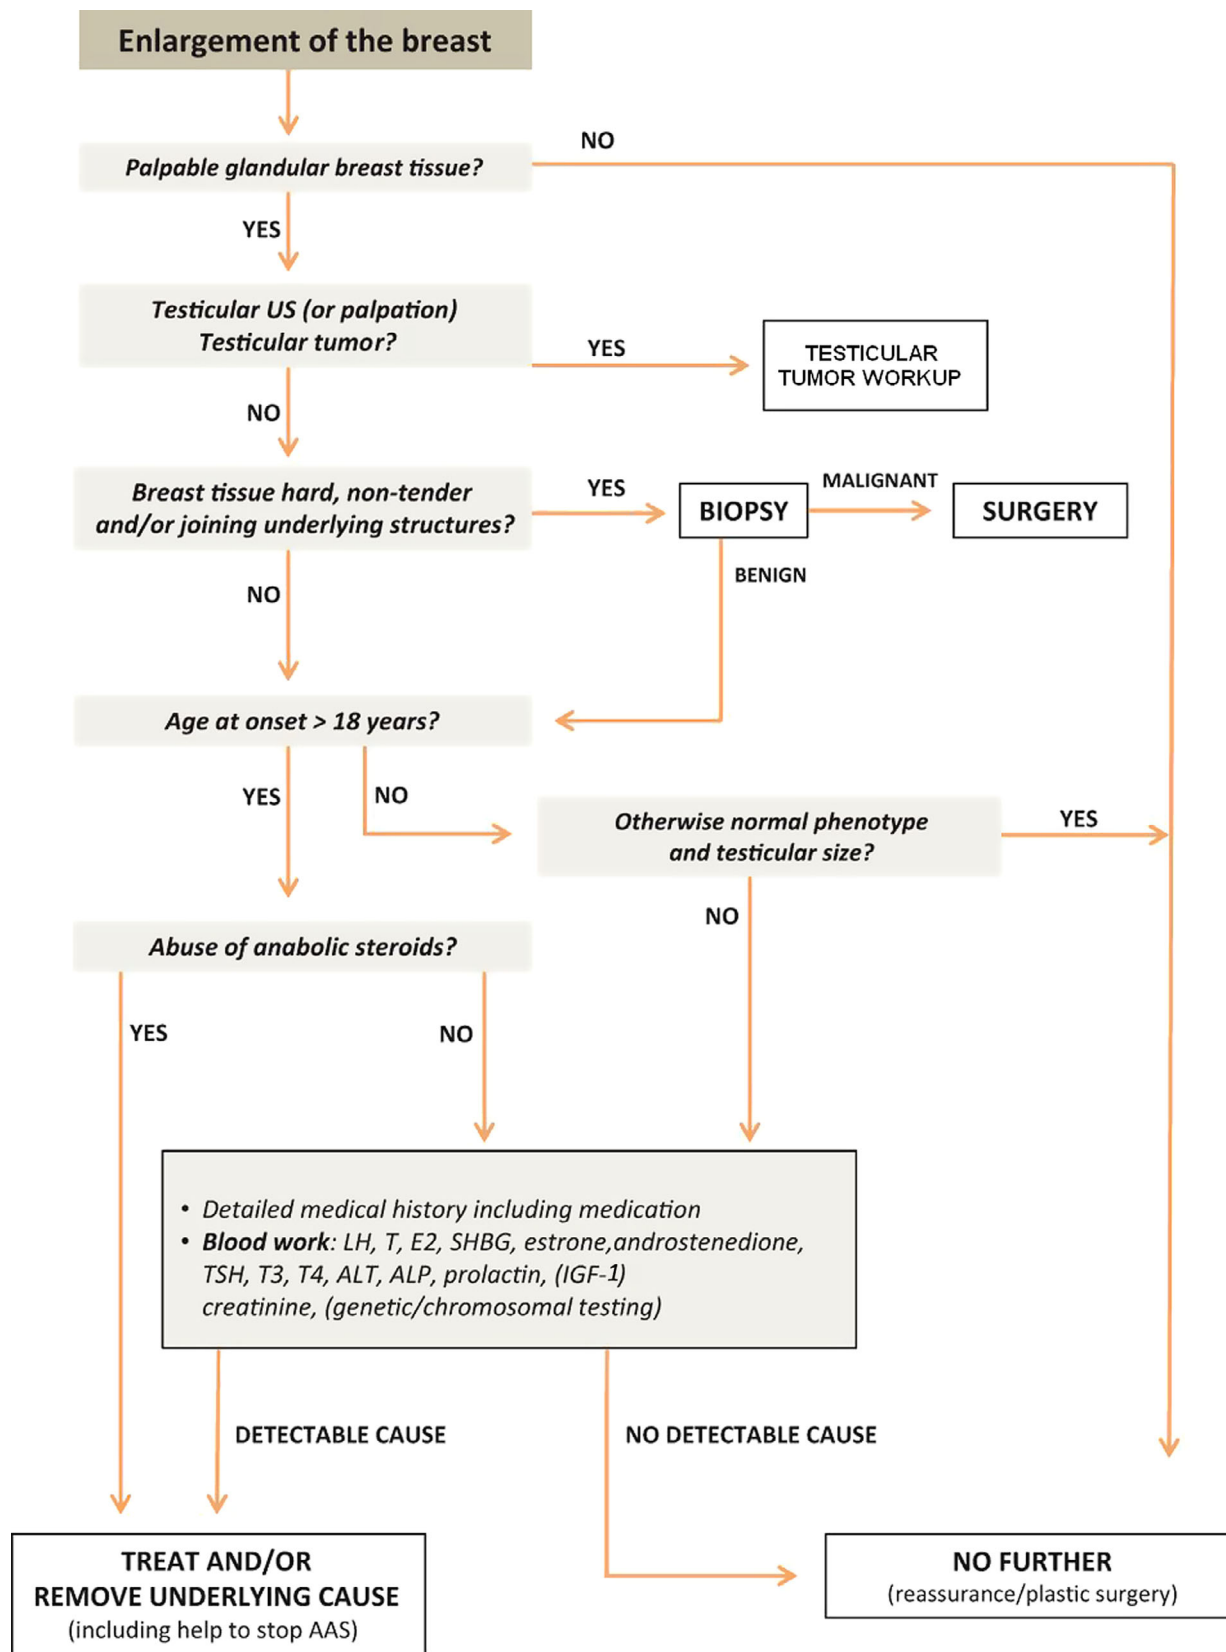 Enlargement of the breast
NO
Palpable glandular breast tissue?
YES
Testicular US (or palpation)
Testicular tumor?
YES
TESTICULAR
TUMOR WORKUP
NO
Breast tissue hard, non-tender
and/or joining underlying structures?
YES
BIOPSY
MALIGNANT
SURGERY
BENIGN
NO
Age at onset > 18 years?
YES
NO
Otherwise normal phenotype
and testicular size?
YES
NO
Abuse of anabolic steroids?
YES
NO
• Detailed medical history including medication
• Blood work: LH, T, E2, SHBG, estrone,androstenedione,
TSH, T3, T4, ALT, ALP, prolactin, (IGF-1)
creatinine, (genetic/chromosomal testing)
DETECTABLE CAUSE
NO DETECTABLE CAUSE
TREAT AND/OR
REMOVE UNDERLYING CAUSE
(including help to stop AAS)
NO FURTHER
(reassurance/plastic surgery)